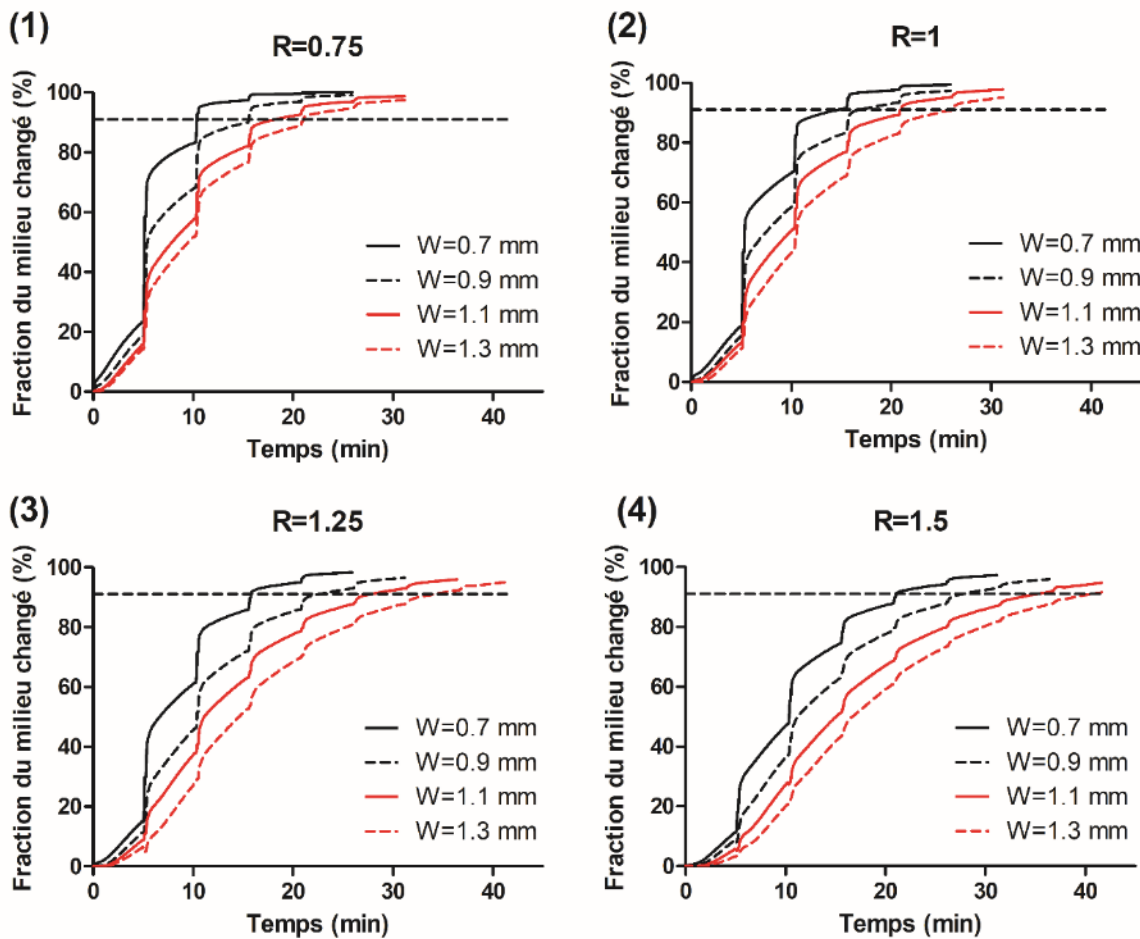 (1)
R=0.75
Fraction du milieu changé (%)
100
80
60
40
20
0
0 10 20 30 40
Temps (min)
W=0.7 mm
W=0.9 mm
W=1.1 mm
W=1.3 mm
(2)
R=1
Fraction du milieu changé (%)
100
80
60
40
20
0
0 10 20 30 40
Temps (min)
W=0.7 mm
W=0.9 mm
W=1.1 mm
W=1.3 mm
(3)
R=1.25
Fraction du milieu changé (%)
100
80
60
40
20
0
0 10 20 30 40
Temps (min)
W=0.7 mm
W=0.9 mm
W=1.1 mm
W=1.3 mm
(4)
R=1.5
Fraction du milieu changé (%)
100
80
60
40
20
0
0 10 20 30 40
Temps (min)
W=0.7 mm
W=0.9 mm
W=1.1 mm
W=1.3 mm